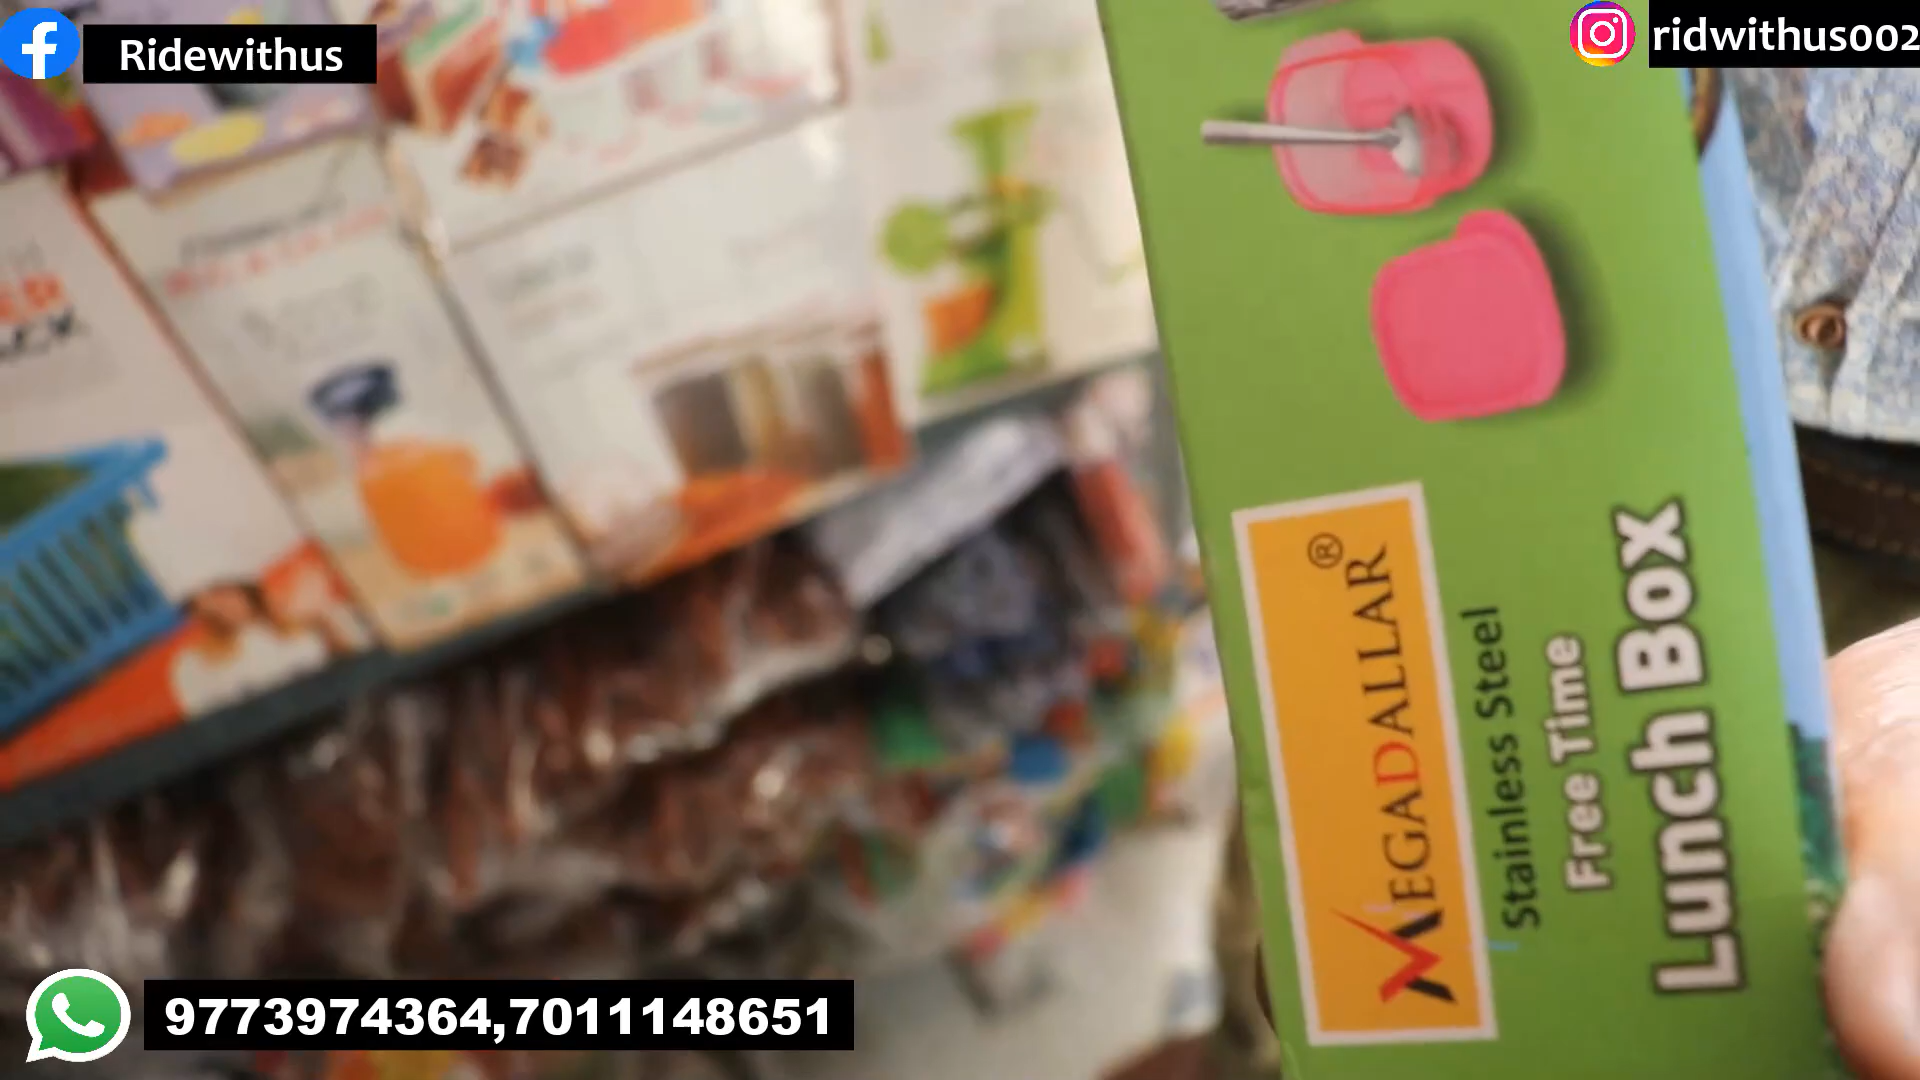 Ridewithus
ridwithus002
MEGADALLAR®
Stainless Steel
Free Time
Lunch Box
9773974364,7011148651